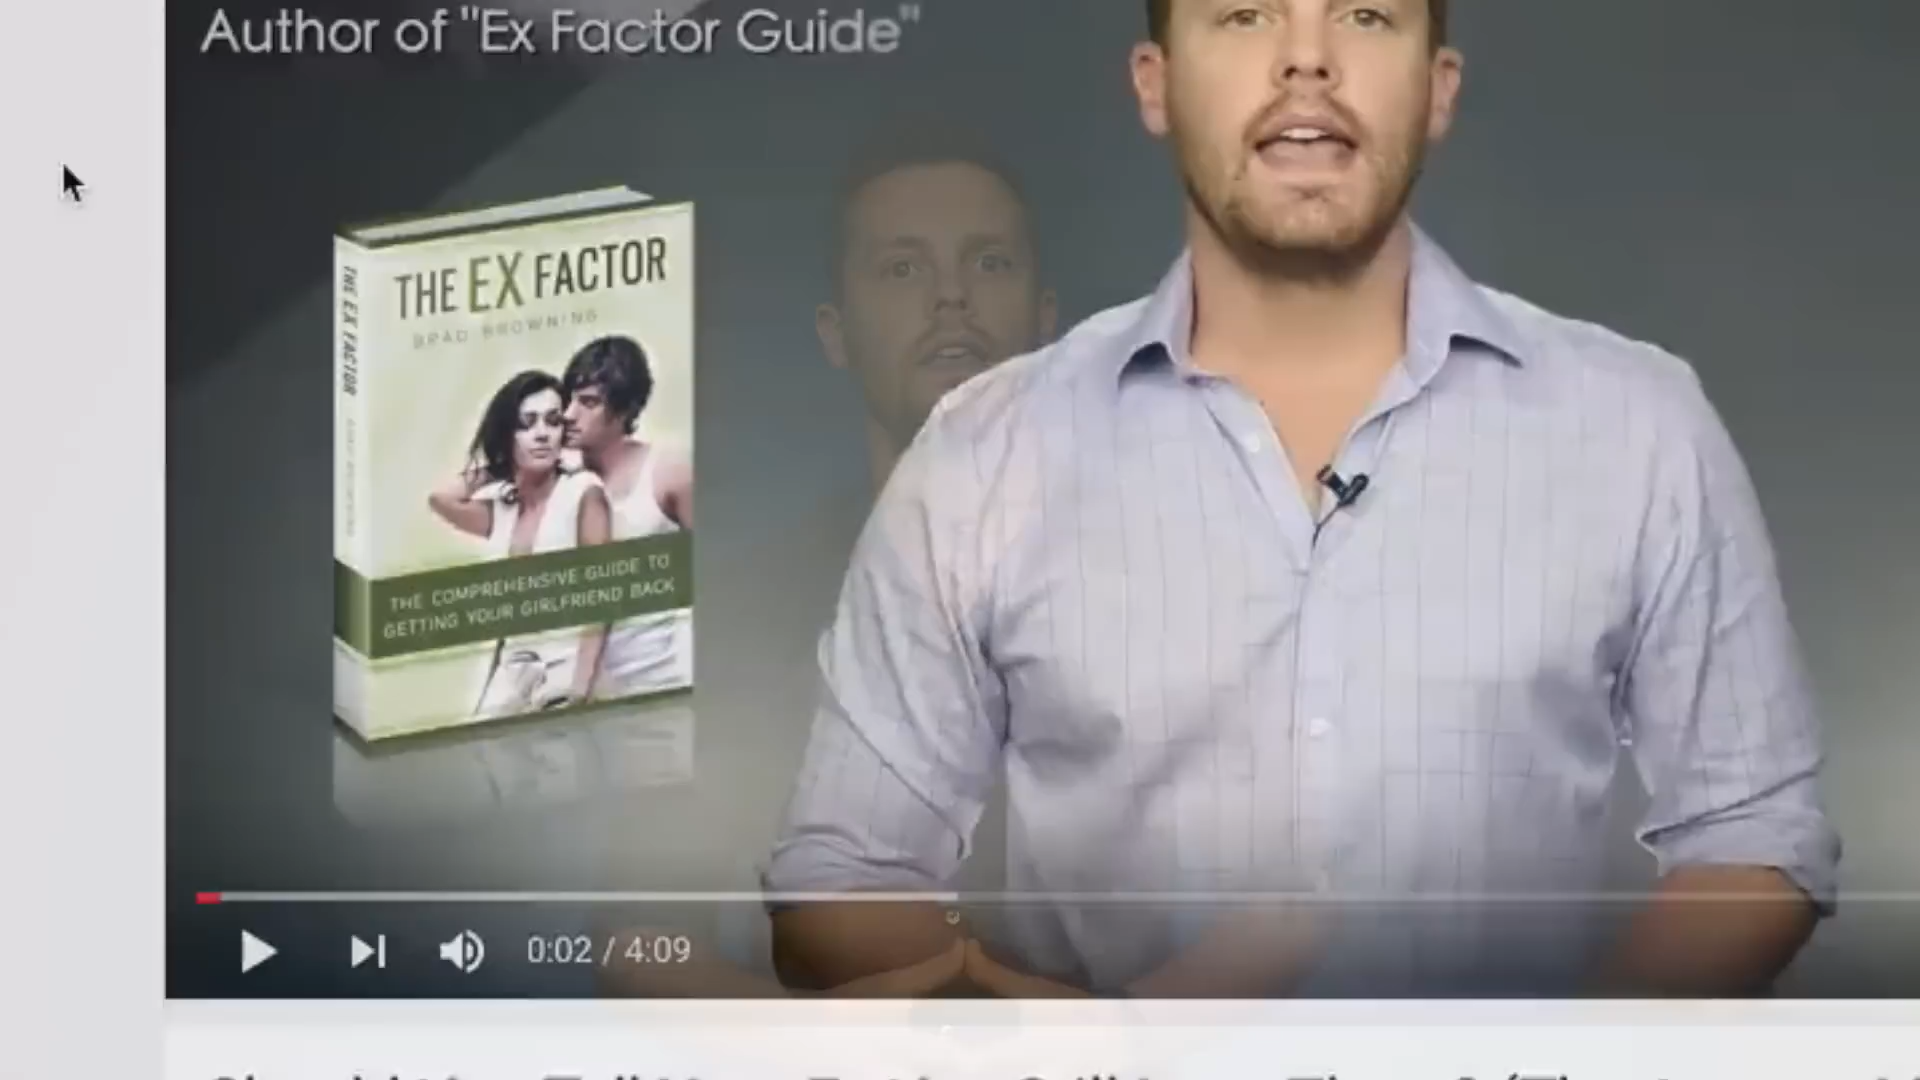 Author of "Ex Factor Guide"
THE EX FACTOR
BRAD BROWNING
THE EX FACTOR
THE COMPREHENSIVE GUIDE TO
GETTING YOUR GIRLFRIEND BACK
0:02 / 4:09